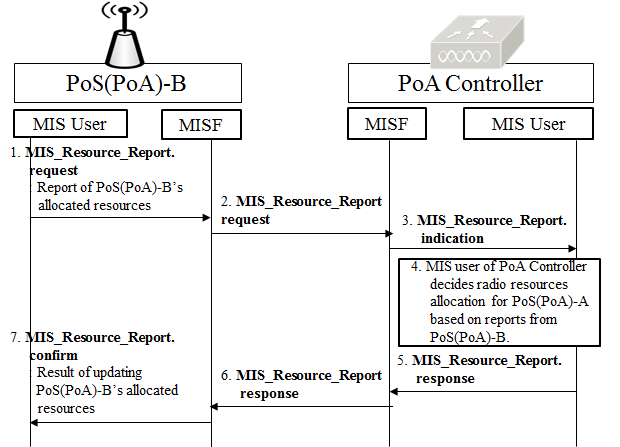 PoS(PoA)-B
PoA Controller
MIS User
MISF
MISF
MIS User
1. MIS_Resource_Report.
request
: Report of PoS(PoA)-B's
allocated resources
2. MIS_Resource_Report
request
3. MIS_Resource_Report.
indication
4. MIS user of PoA Controller
decides radio resources
allocation for PoS(PoA)-A
based on reports from
PoS(PoA)-B.
5. MIS_Resource_Report.
response
6. MIS_Resource_Report
response
7. MIS_Resource_Report.
confirm
: Result of updating
PoS(PoA)-B's allocated
resources